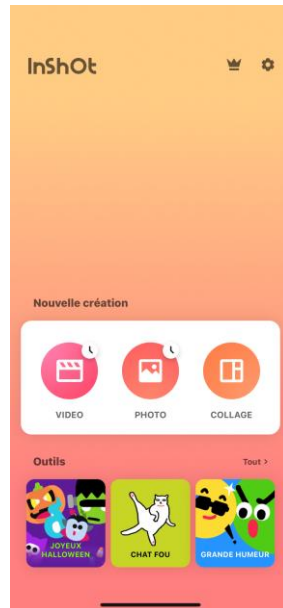 InShOt
Nouvelle création
VIDEO
PHOTO
COLLAGE
Outils
Tout >
JOYEUX
HALLOWEEN
CHAT FOU
GRANDE HUMEUR